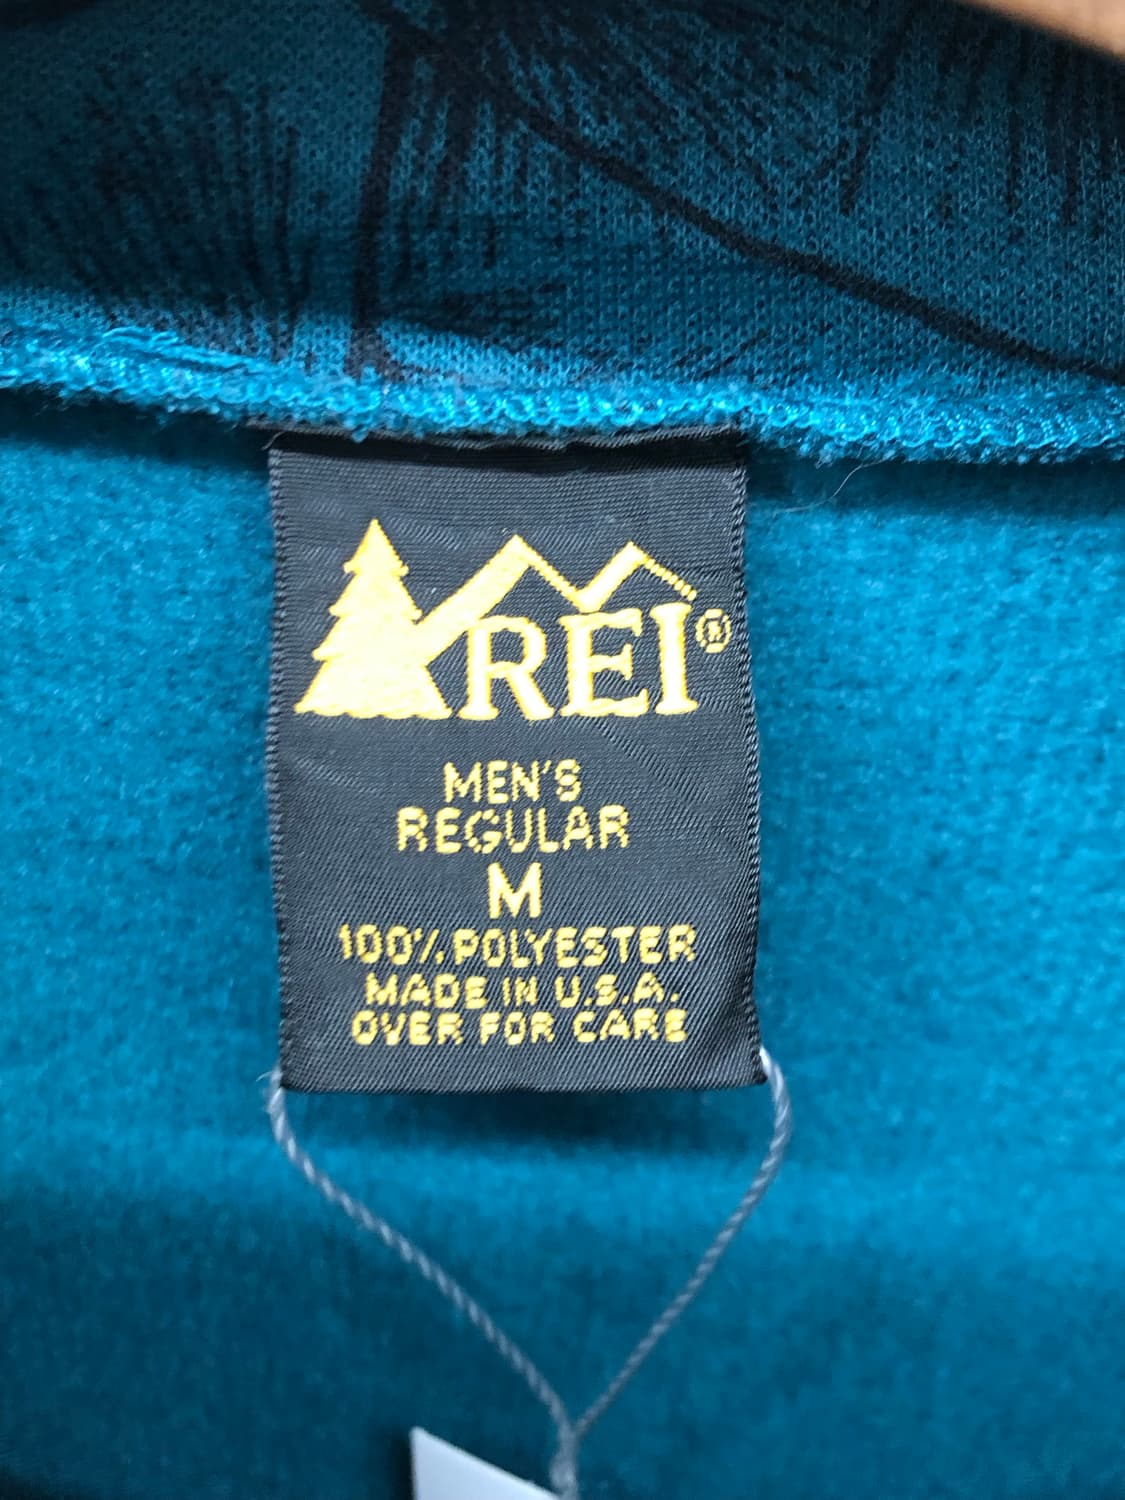 REI®
MEN'S
REGULAR
M
100% POLYESTER
MADE IN U.S.A.
OVER FOR CARE